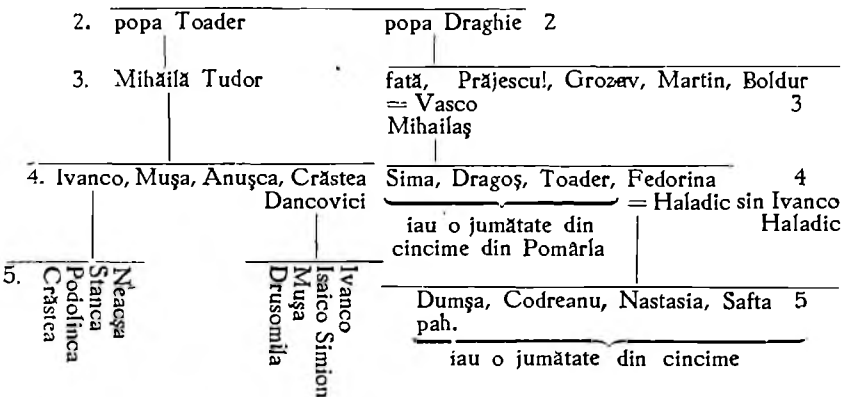 2. popa Toader popa Draghie 2
3. Mihăilă Tudor fată, Prăjescul, Grozav, Martin, Boldur
= Vasco 3
Mihailaş
4. Ivanco, Muşa, Anuşca, Crăstea Sima, Dragoş, Toader, Fedorina 4
Dancovici = Haladic sin Ivanco
Haladic
iau o jumătate din
cincime din Pomârla
5.
Neacşa
Stanca
Podolinca
Crăstea
Ivanco
Isaico Simion
Muşa
Drusomila
Dumşa, Codreanu, Nastasia, Safta 5
pah.
iau o jumătate din cincime